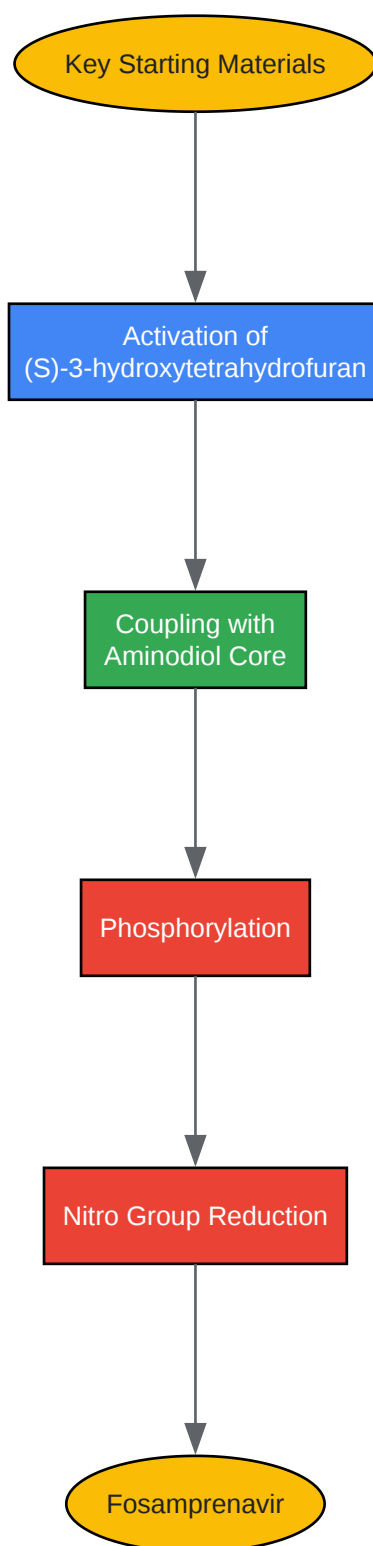 Key Starting Materials
Activation of
(S)-3-hydroxytetrahydrofuran
Coupling with
Aminodiol Core
Phosphorylation
Nitro Group Reduction
Fosamprenavir